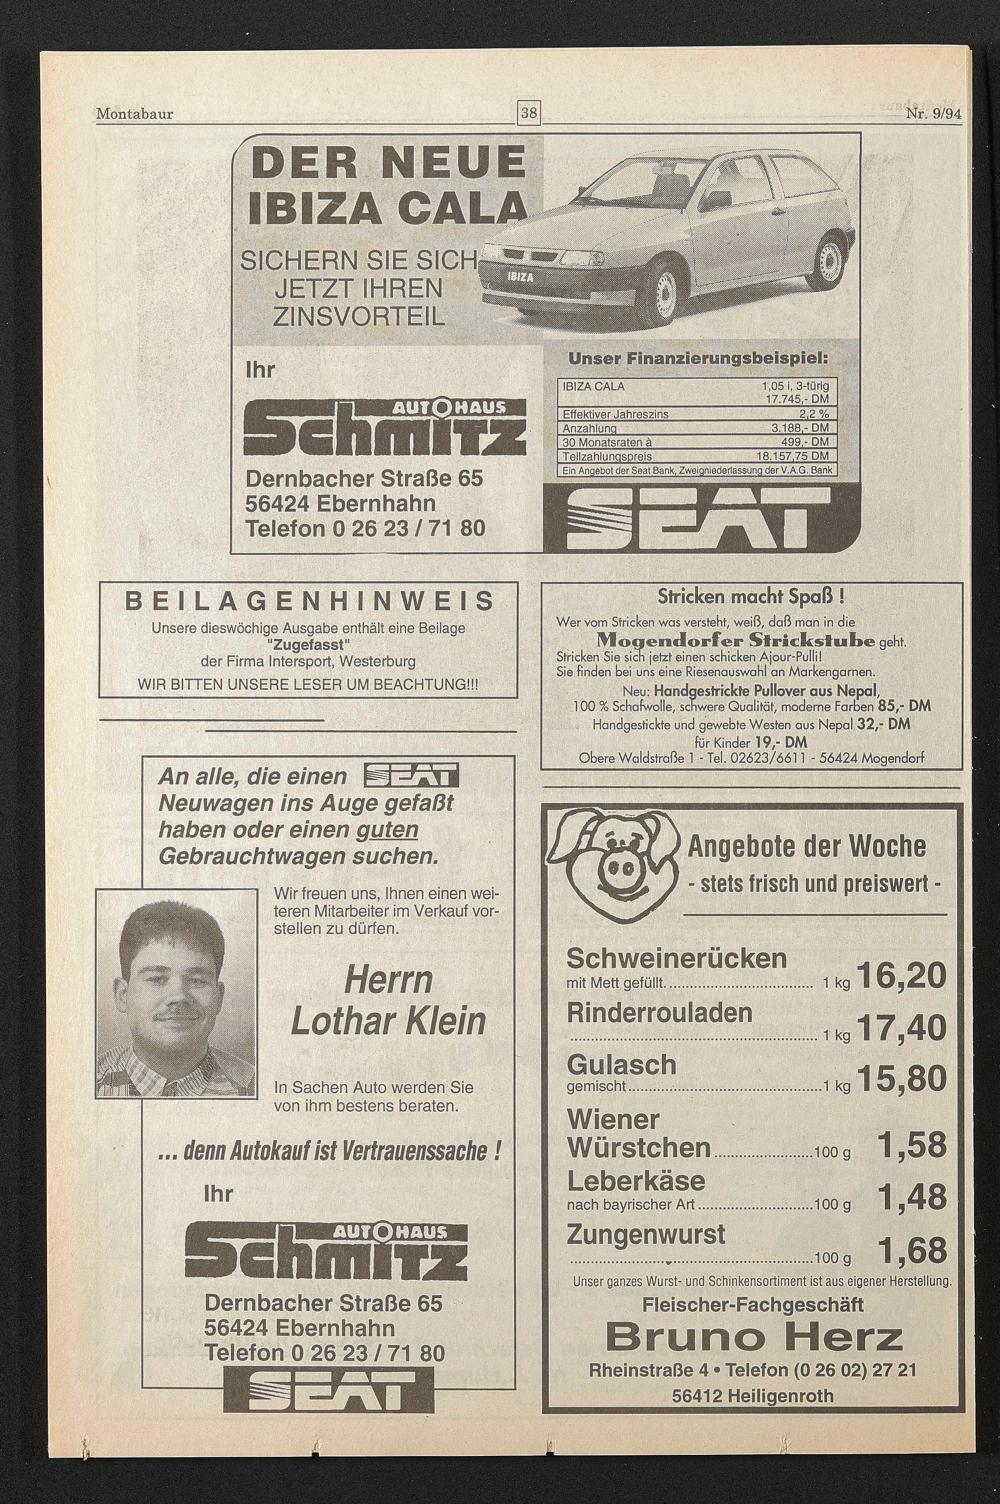 Montabaur
38
Nr. 9/94
DER NEUE
IBIZA CALA
SICHERN SIE SICH
JETZT IHREN
ZINSVORTEIL
IBIZA
Ihr
AUTOHAUS
Schmitz
Dernbacher Straße 65
56424 Ebernhahn
Telefon 0 26 23 / 71 80
Unser Finanzierungsbeispiel:
IBIZA CALA 1,05 i, 3-türig
17.745,- DM
Effektiver Jahreszins 2,2 %
Anzahlung 3.188,- DM
30 Monatsraten à 499,- DM
Teilzahlungspreis 18.157,75 DM
Ein Angebot der Seat Bank, Zweigniederlassung der V.A.G. Bank
SEAT
BEILAGENHINWEIS
Unsere dieswöchige Ausgabe enthält eine Beilage
"Zugefasst"
der Firma Intersport, Westerburg
WIR BITTEN UNSERE LESER UM BEACHTUNG!!!
Stricken macht Spaß !
Wer vom Stricken was versteht, weiß, daß man in die
Mogendorfer Strickstube geht.
Stricken Sie sich jetzt einen schicken Ajour-Pulli!
Sie finden bei uns eine Riesenauswahl an Markengarnen.
Neu: Handgestrickte Pullover aus Nepal,
100 % Schafwolle, schwere Qualität, moderne Farben 85,- DM
Handgestickte und gewebte Westen aus Nepal 32,- DM
für Kinder 19,- DM
Obere Waldstraße 1 - Tel. 02623/6611 - 56424 Mogendorf
An alle, die einen SEAT
Neuwagen ins Auge gefaßt
haben oder einen guten
Gebrauchtwagen suchen.
Wir freuen uns, Ihnen einen wei-
teren Mitarbeiter im Verkauf vor-
stellen zu dürfen.
Herrn
Lothar Klein
In Sachen Auto werden Sie
von ihm bestens beraten.
... denn Autokauf ist Vertrauenssache !
Ihr
AUTOHAUS
Schmitz
Dernbacher Straße 65
56424 Ebernhahn
Telefon 0 26 23 / 71 80
SEAT
Angebote der Woche
- stets frisch und preiswert -
Schweinerücken
mit Mett gefüllt. 1 kg 16,20
Rinderrouladen
1 kg 17,40
Gulasch
gemischt 1 kg 15,80
Wiener
Würstchen 100 g 1,58
Leberkäse
nach bayrischer Art 100 g 1,48
Zungenwurst
100 g 1,68
Unser ganzes Wurst- und Schinkensortiment ist aus eigener Herstellung.
Fleischer-Fachgeschäft
Bruno Herz
Rheinstraße 4 • Telefon (0 26 02) 27 21
56412 Heiligenroth